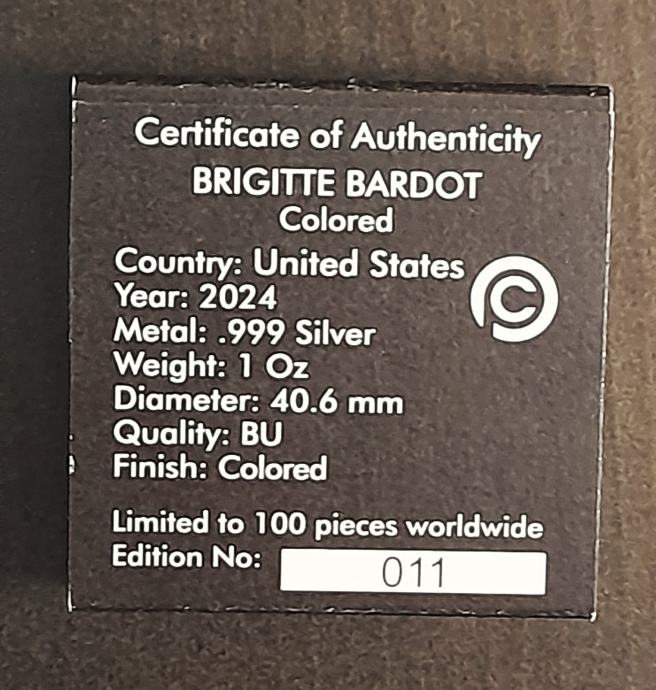 Certificate of Authenticity
BRIGITTE BARDOT
Colored
Country: United States
Year: 2024
Metal: .999 Silver
Weight: 1 Oz
Diameter: 40.6 mm
Quality: BU
Finish: Colored
Limited to 100 pieces worldwide
Edition No: 011